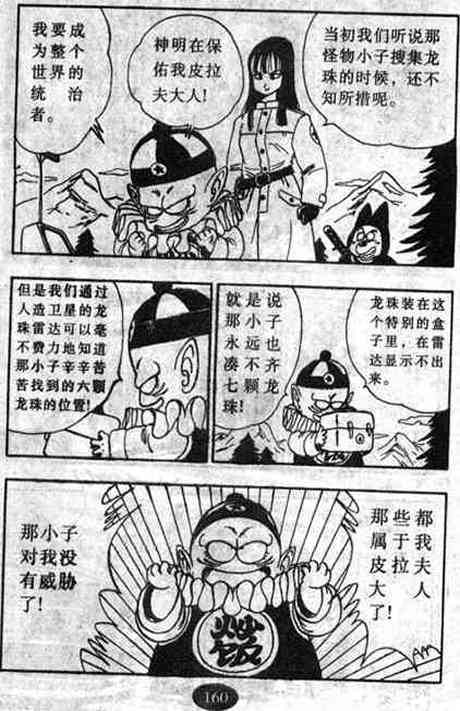 当初我们听说那
怪物小子搜集龙
珠的时候，还不
知所措呢。
神明在保
佑我皮拉
夫大人!
我要成
为整个
世界的
统治
者。
龙珠装在这
个特别的盒
子里，在雷
达显示不出
来。
就是说
那小子
永远也
凑不齐
七颗龙
珠!
但是我们通过
人造卫星的龙
珠雷达可以毫
不费力地知道
那小子辛辛苦
苦找到的六颗
龙珠的位置!
那些都
属于我
皮拉夫
大人
了!
那小子
对我没
有威胁
了!
炒
饭
160